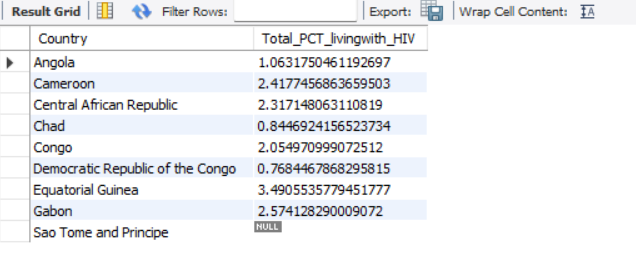 Result Grid Filter Rows: Export: Wrap Cell Content: IA
Country Total_PCT_livingwith_HIV
Angola 1.0631750461192697
Cameroon 2.4177456863659503
Central African Republic 2.317148063110819
Chad 0.8446924156523734
Congo 2.054970999072512
Democratic Republic of the Congo 0.7684467868295815
Equatorial Guinea 3.4905535779451777
Gabon 2.574128290009072
Sao Tome and Principe NULL